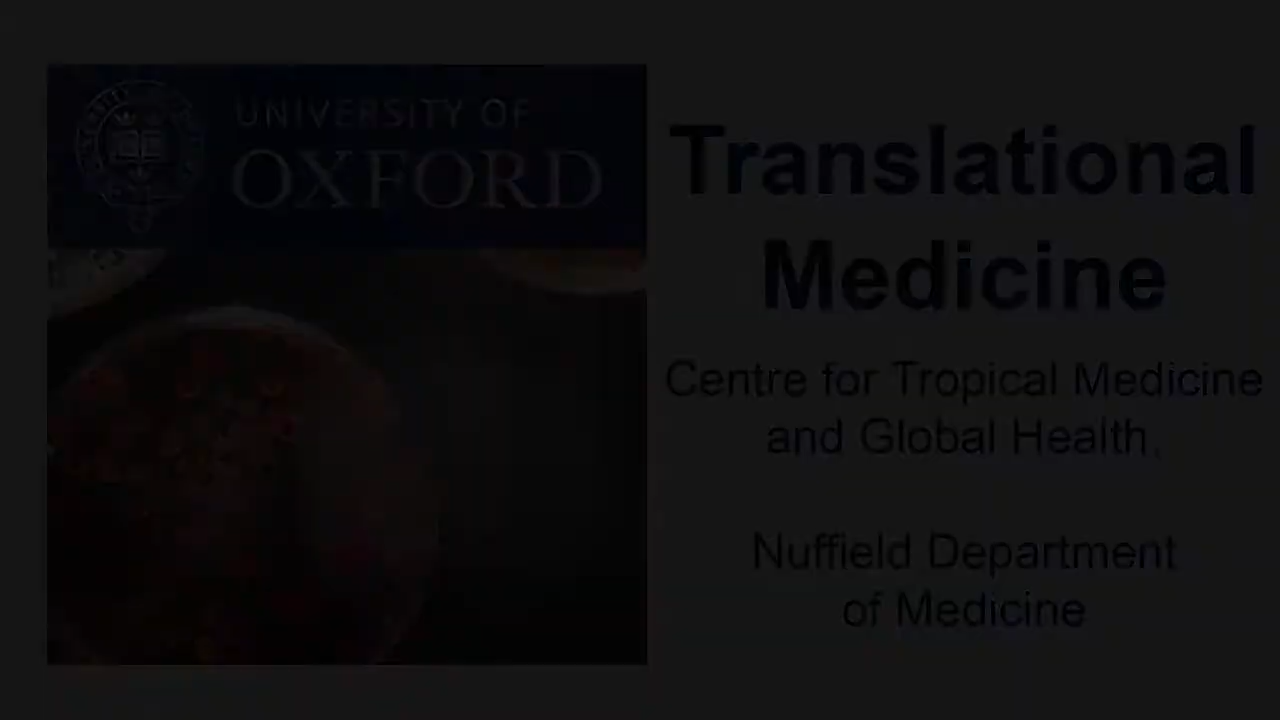 UNIVERSITY OF
OXFORD
Translational
Medicine
Centre for Tropical Medicine
and Global Health
Nuffield Department
of Medicine